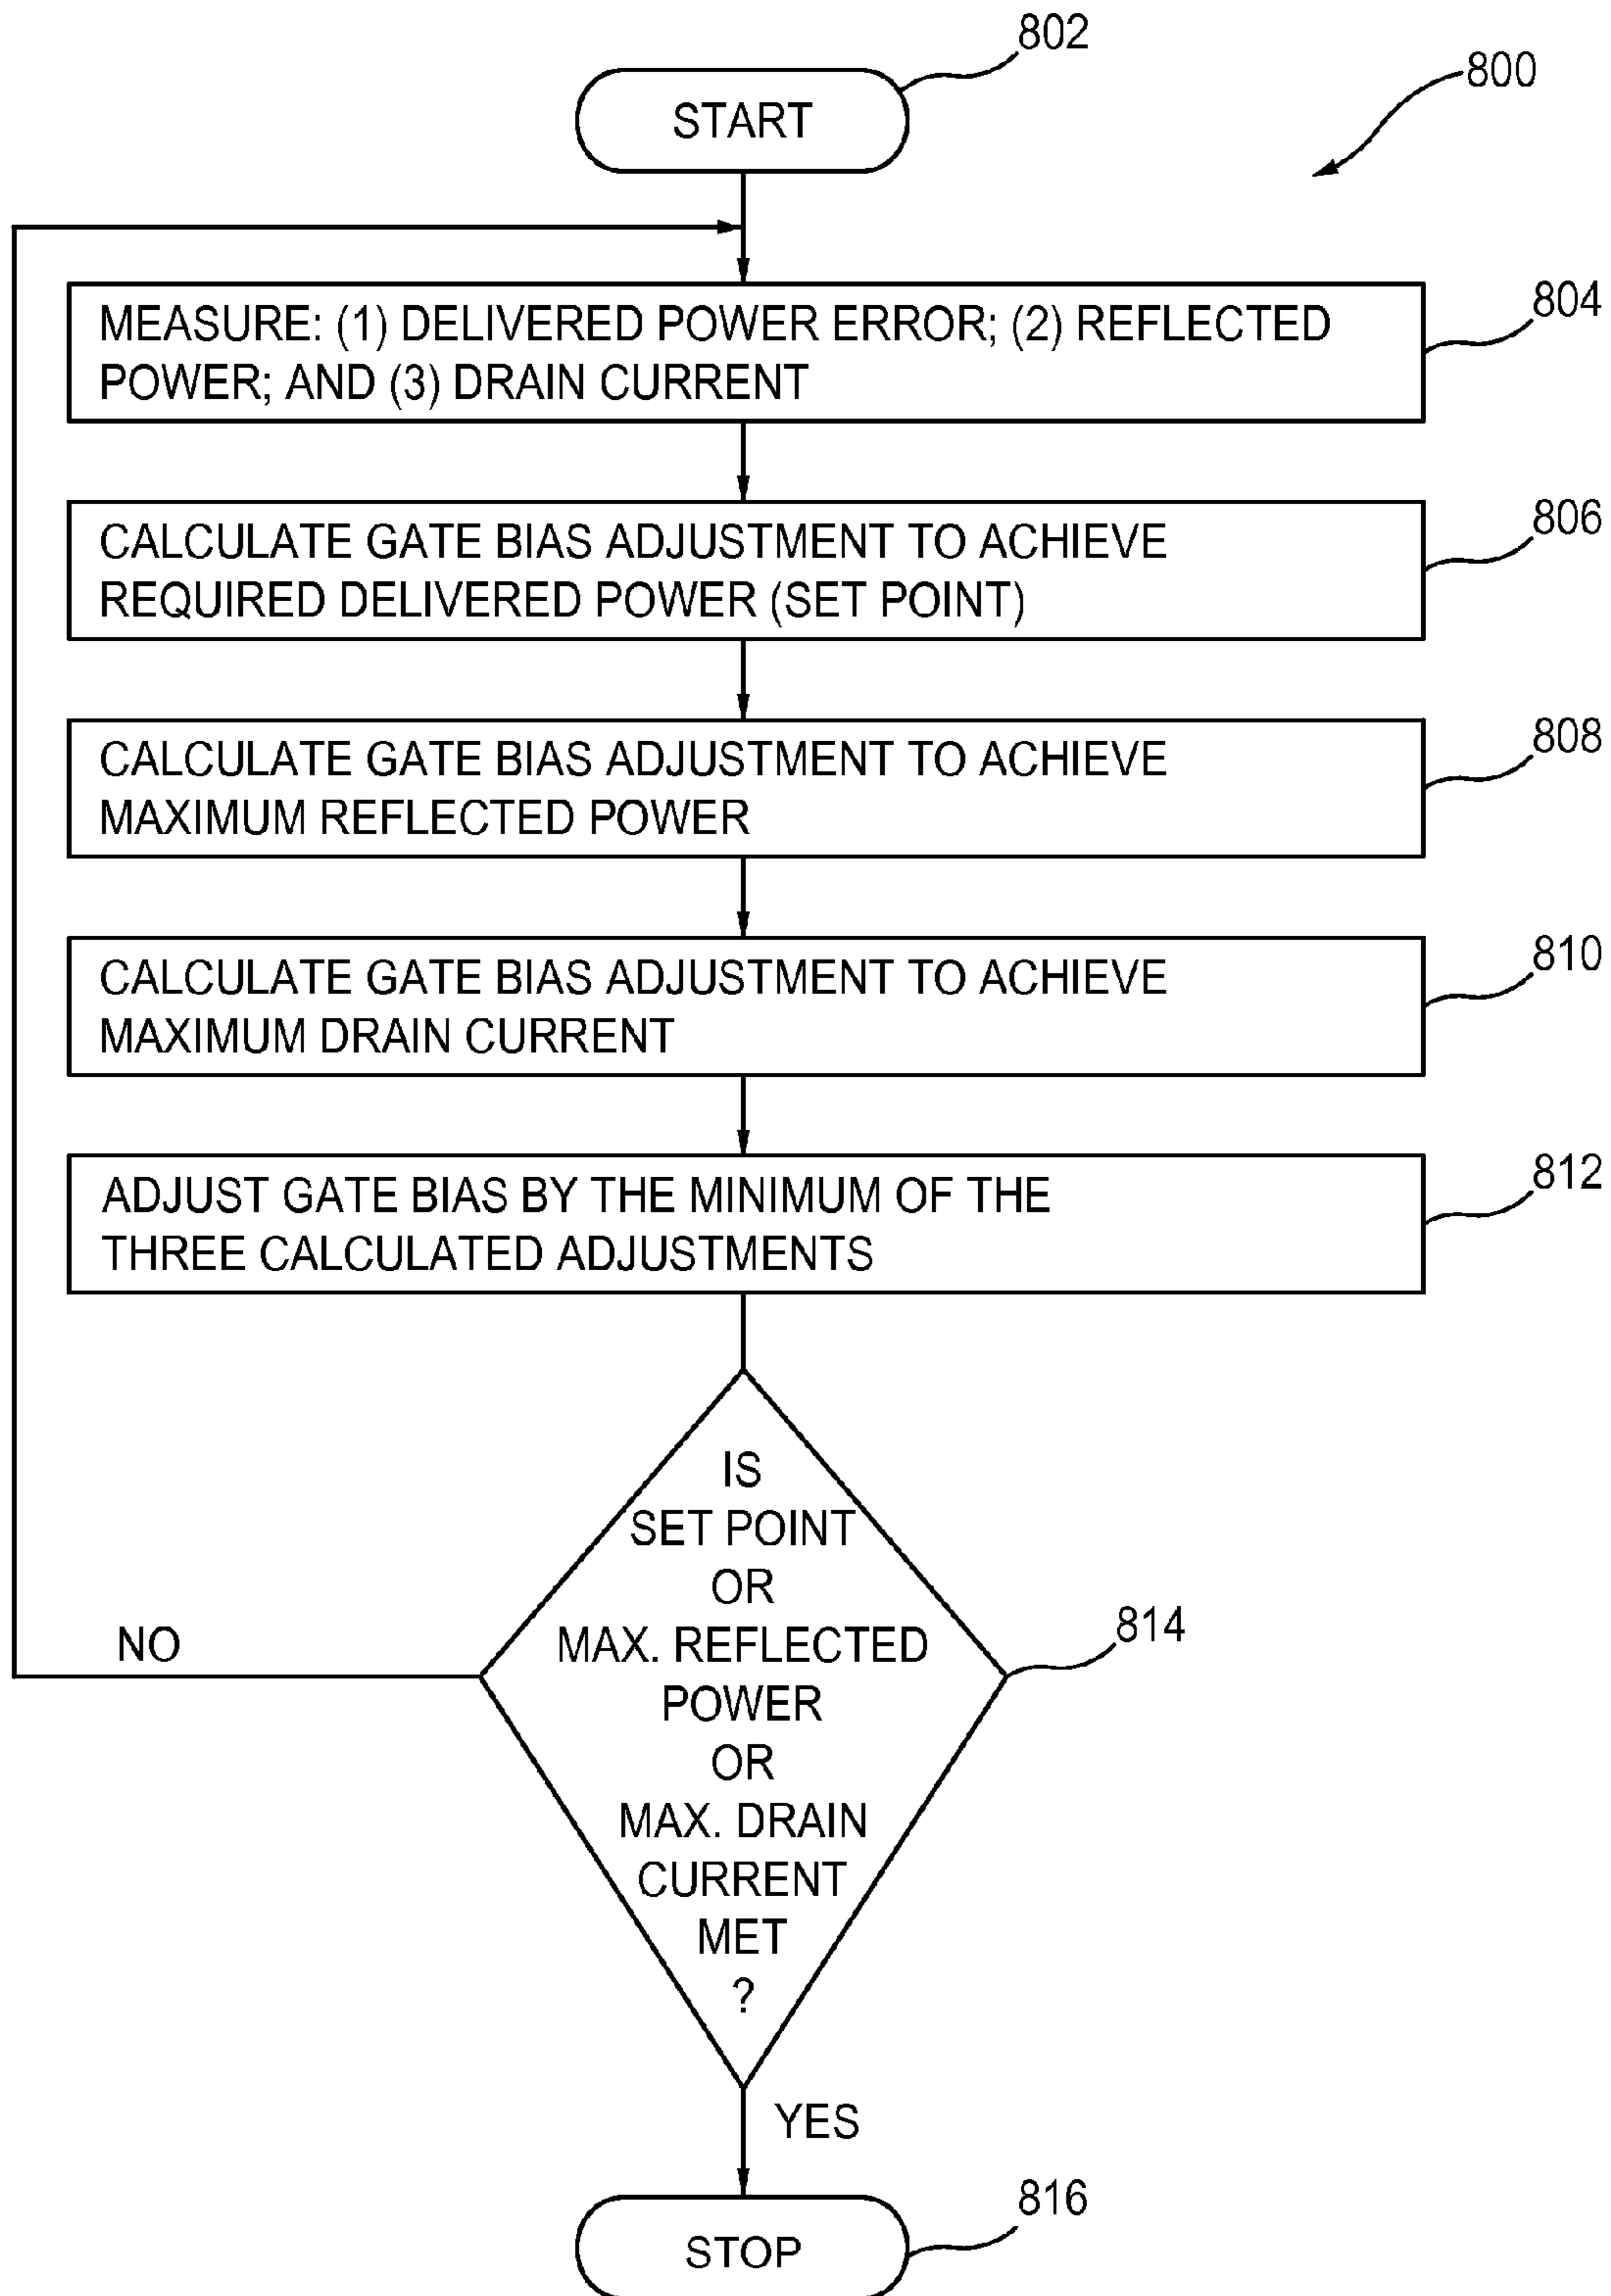 802
800
START
804
MEASURE: (1) DELIVERED POWER ERROR; (2) REFLECTED
POWER; AND (3) DRAIN CURRENT
806
CALCULATE GATE BIAS ADJUSTMENT TO ACHIEVE
REQUIRED DELIVERED POWER (SET POINT)
808
CALCULATE GATE BIAS ADJUSTMENT TO ACHIEVE
MAXIMUM REFLECTED POWER
810
CALCULATE GATE BIAS ADJUSTMENT TO ACHIEVE
MAXIMUM DRAIN CURRENT
812
ADJUST GATE BIAS BY THE MINIMUM OF THE
THREE CALCULATED ADJUSTMENTS
IS
SET POINT
OR
MAX. REFLECTED
POWER
OR
MAX. DRAIN
CURRENT
MET
?
814
NO
YES
816
STOP